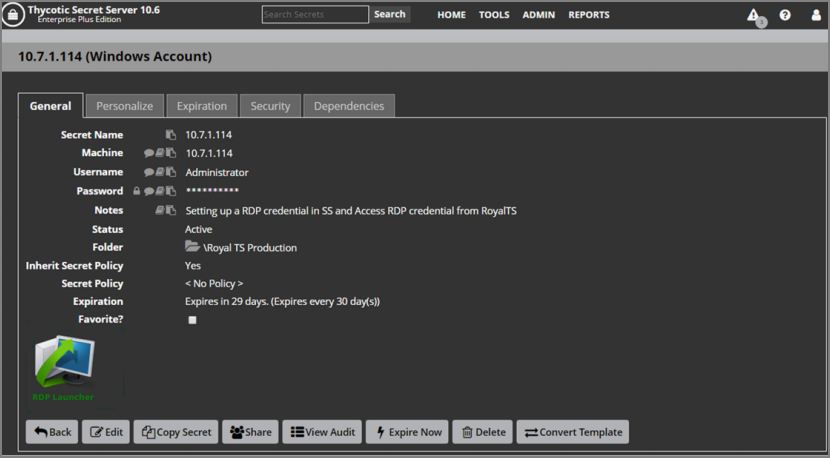 Thycotic Secret Server 10.6
Enterprise Plus Edition
Search Secrets Search HOME TOOLS ADMIN REPORTS 1
10.7.1.114 (Windows Account)
General Personalize Expiration Security Dependencies
Secret Name 10.7.1.114
Machine 10.7.1.114
Username Administrator
Password **********
Notes Setting up a RDP credential in SS and Access RDP credential from RoyalTS
Status Active
Folder \Royal TS Production
Inherit Secret Policy Yes
Secret Policy < No Policy >
Expiration Expires in 29 days. (Expires every 30 day(s))
Favorite?
RDP Launcher
Back Edit Copy Secret Share View Audit Expire Now Delete Convert Template